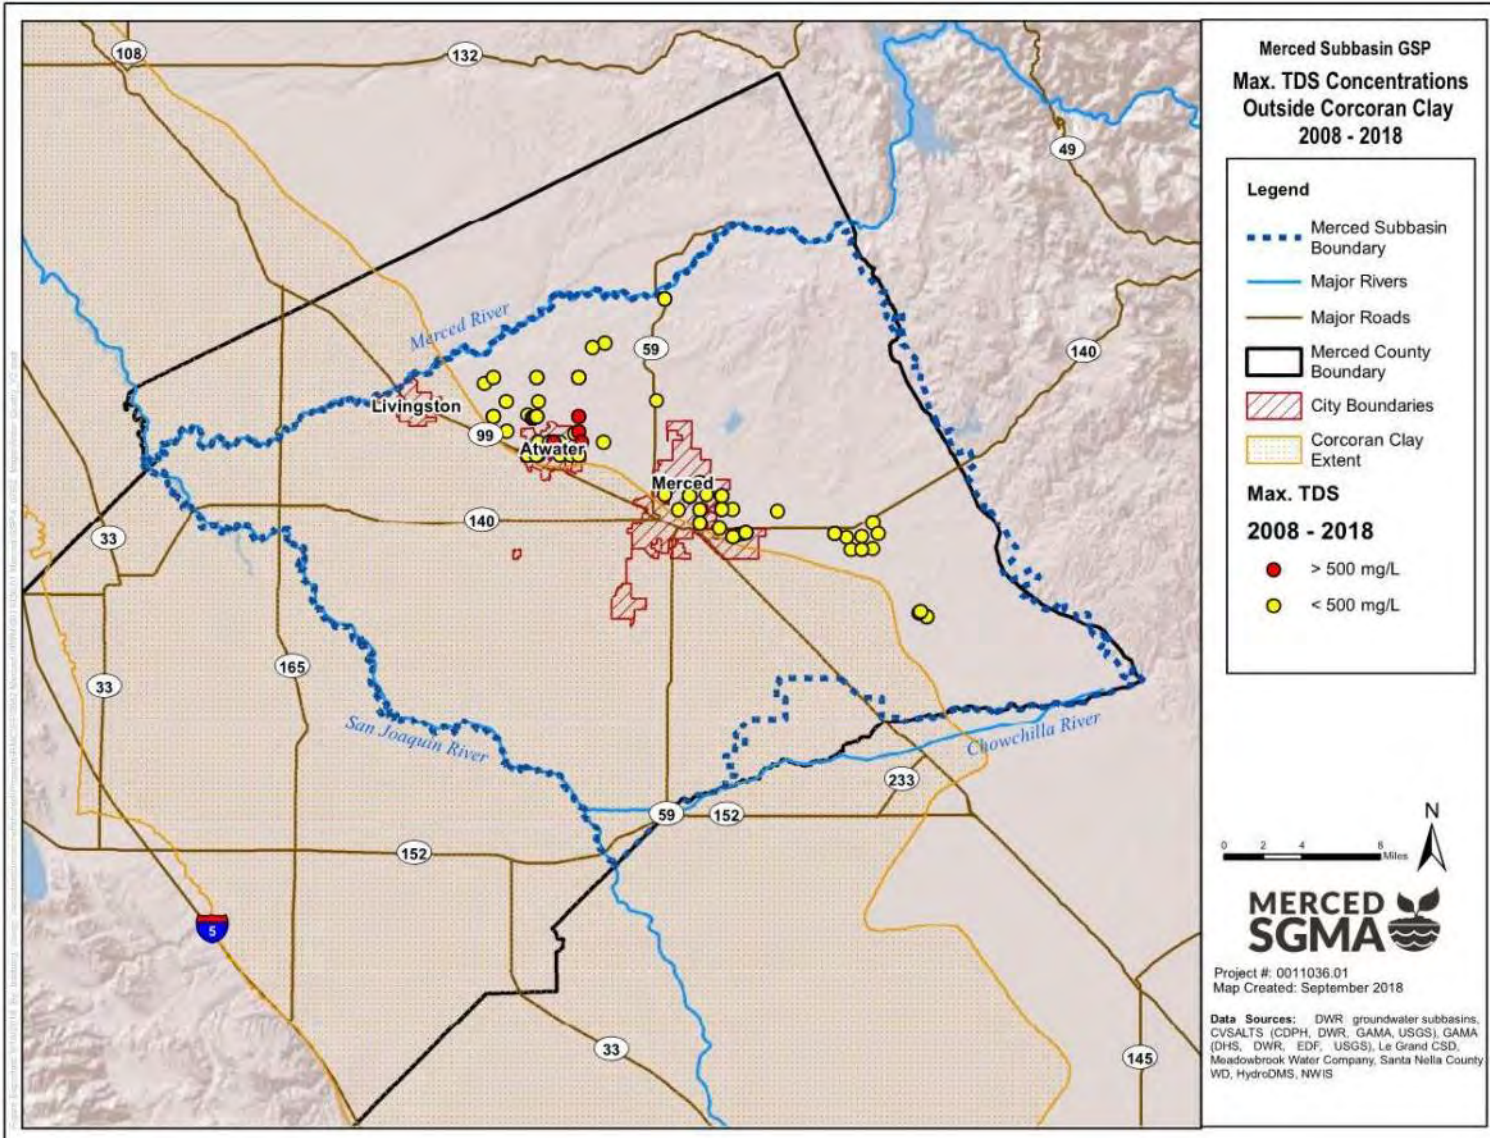 Merced Subbasin GSP
Max. TDS Concentrations
Outside Corcoran Clay
2008 - 2018
Legend
Merced Subbasin
Boundary
Major Rivers
Major Roads
Merced County
Boundary
City Boundaries
Corcoran Clay
Extent
Max. TDS
2008 - 2018
> 500 mg/L
< 500 mg/L
108
132
49
Merced River
59
140
Livingston
99
Atwater
Merced
140
33
165
33
San Joaquin River
Chowchilla River
233
59
152
152
5
33
145
N
0 2 4 8
Miles
MERCED
SGMA
Project #: 0011036.01
Map Created: September 2018
Data Sources: DWR groundwater subbasins,
CVSALTS (CDPH, DWR, GAMA, USGS), GAMA
(DHS, DWR, EDF, USGS), Le Grand CSD,
Meadowbrook Water Company, Santa Nella County
WD, HydroDMS, NWIS